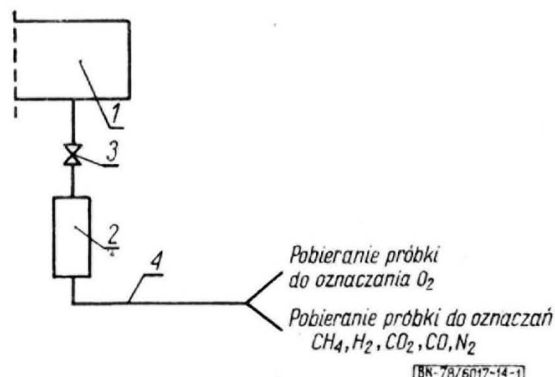 1
3
2
4
Pobieranie próbki
do oznaczania O₂
Pobieranie próbki do oznaczań
CH₄, H₂, CO₂, CO, N₂
BN-78/6017-14-1